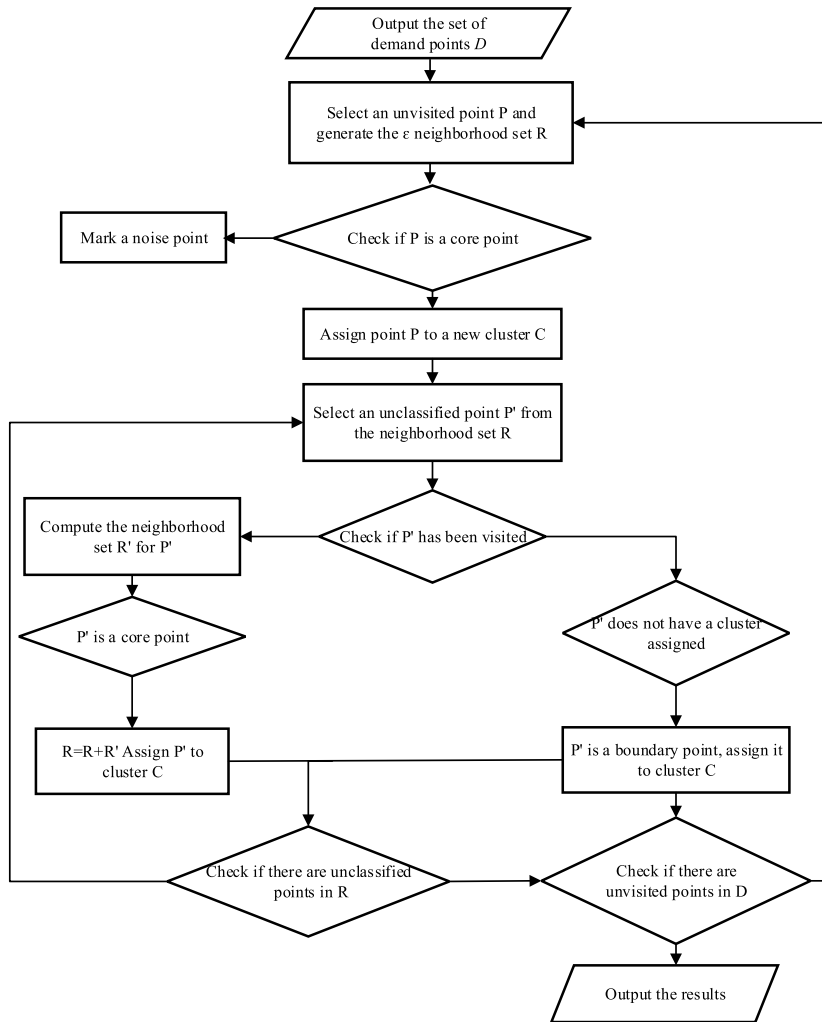 Output the set of
demand points D
Select an unvisited point P and
generate the ε neighborhood set R
Mark a noise point
Check if P is a core point
Assign point P to a new cluster C
Select an unclassified point P' from
the neighborhood set R
Compute the neighborhood
set R' for P'
Check if P' has been visited
P' is a core point
P' does not have a cluster
assigned
R=R+R' Assign P' to
cluster C
P' is a boundary point, assign it
to cluster C
Check if there are unclassified
points in R
Check if there are
unvisited points in D
Output the results